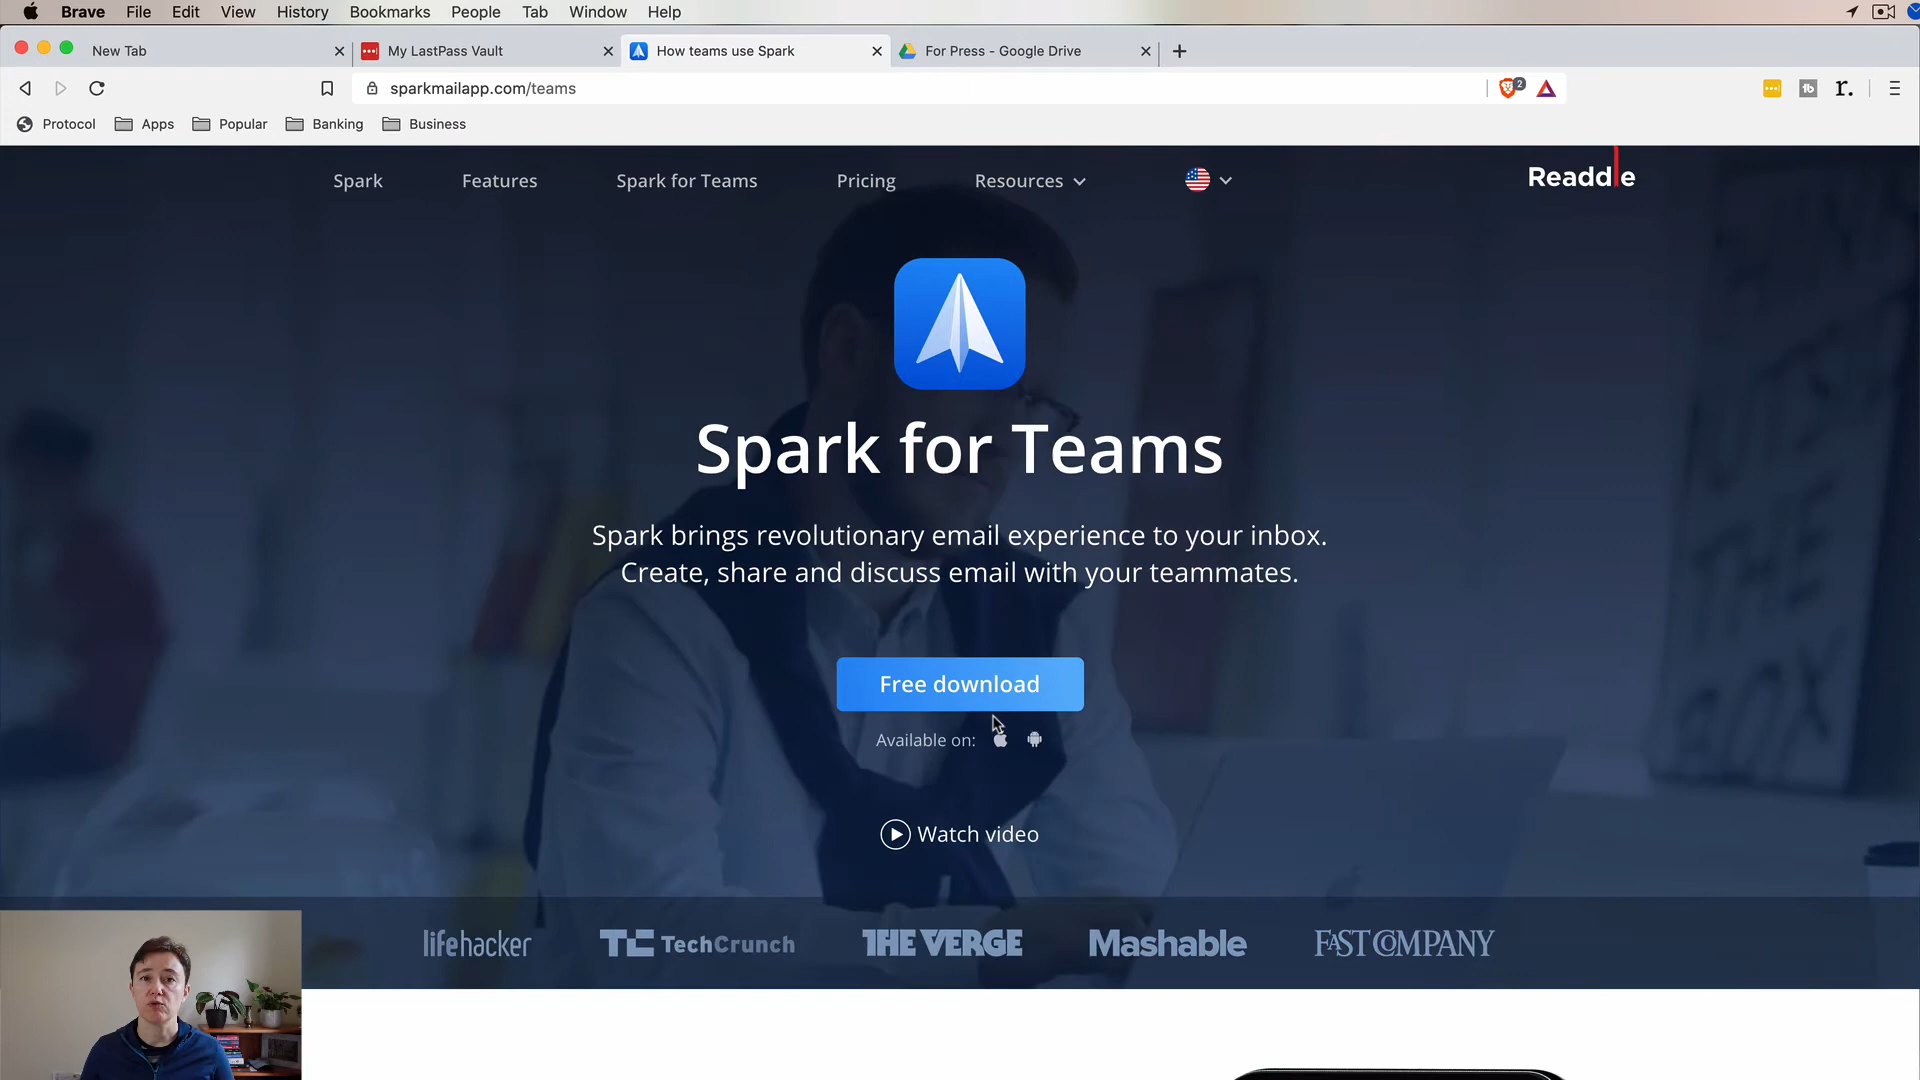 Brave File Edit View History Bookmarks People Tab Window Help
New Tab My LastPass Vault How teams use Spark For Press - Google Drive
sparkmailapp.com/teams 2 tb r.
Protocol Apps Popular Banking Business
Spark Features Spark for Teams Pricing Resources Readdle
Spark for Teams
Spark brings revolutionary email experience to your inbox.
Create, share and discuss email with your teammates.
Free download
Available on:
Watch video
lifehacker TC TechCrunch THE VERGE Mashable FAST COMPANY